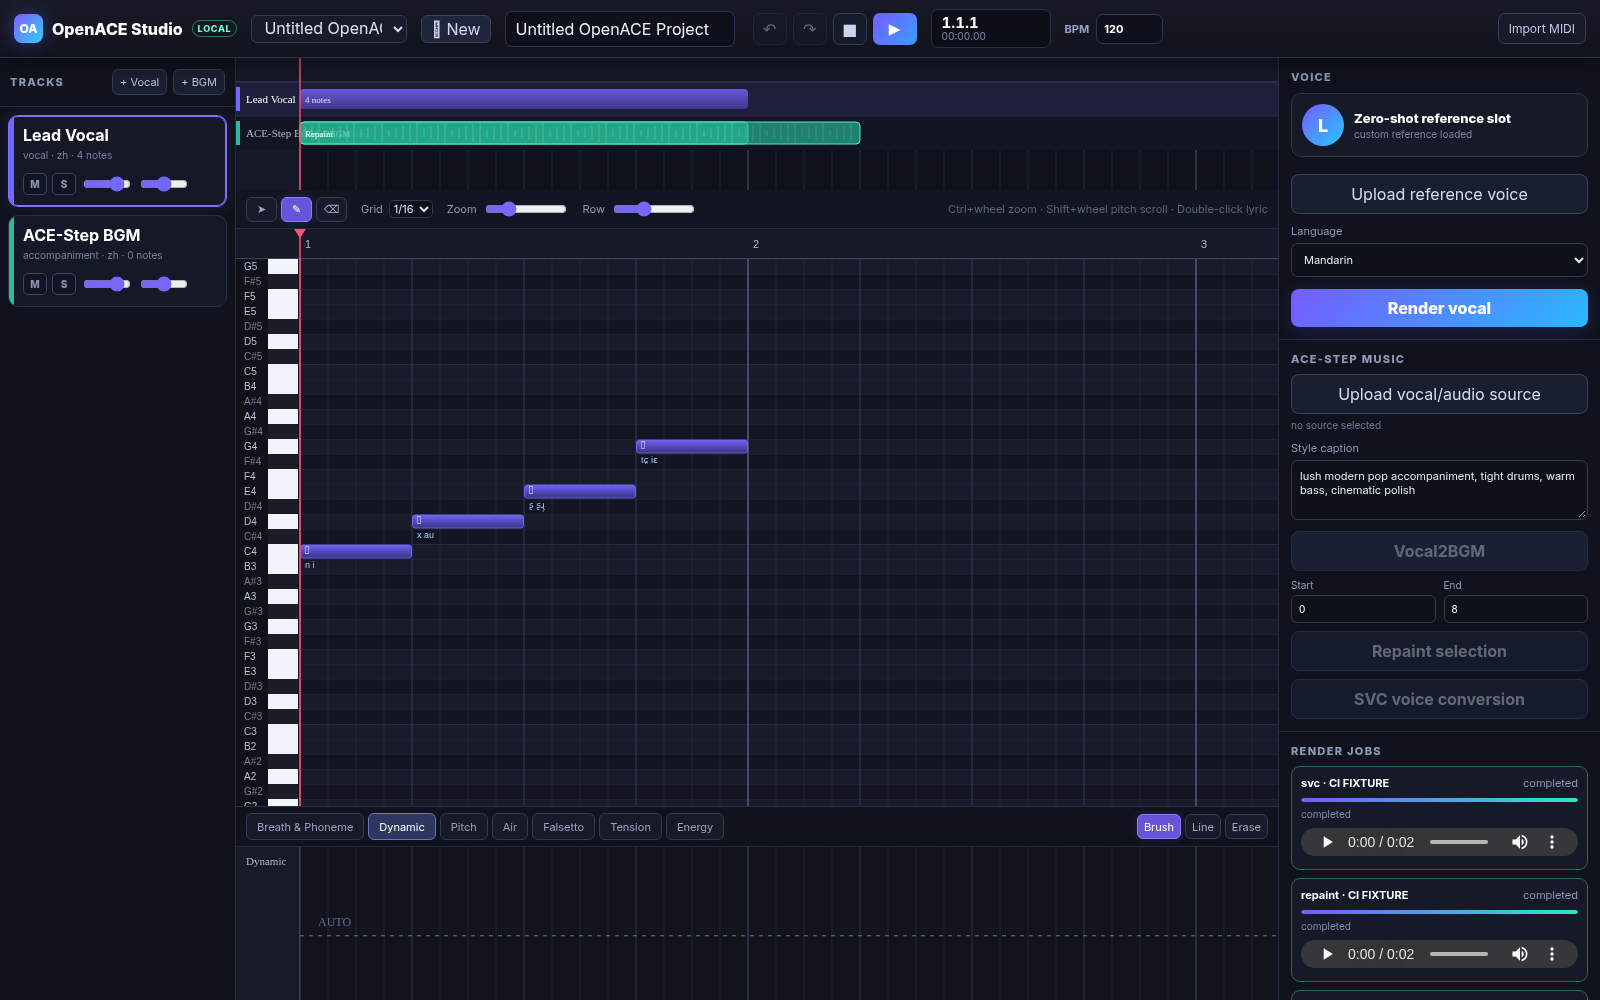 OA OpenACE Studio LOCAL Untitled OpenAC New Untitled OpenACE Project 1.1.1 00:00.00 BPM 120 Import MIDI
TRACKS + Vocal + BGM
Lead Vocal
vocal · zh · 4 notes
M S
ACE-Step BGM
accompaniment · zh · 0 notes
M S
Lead Vocal 4 notes
ACE-Step Repaint
Grid 1/16 Zoom Row Ctrl+wheel zoom · Shift+wheel pitch scroll · Double-click lyric
1 2 3
G5
F#5
F5
E5
D#5
D5
C#5
C5
B4
A#4
A4
G#4
G4
F#4 tɕ iɛ
F4
E4
D#4 ʂ ʂɻ
D4
C#4 x au
C4
B3 n i
A#3
A3
G#3
G3
F#3
F3
E3
D#3
D3
C#3
C3
B2
A#2
A2
G#2
G2
Breath & Phoneme Dynamic Pitch Air Falsetto Tension Energy Brush Line Erase
Dynamic
AUTO
VOICE
L Zero-shot reference slot
custom reference loaded
Upload reference voice
Language
Mandarin
Render vocal
ACE-STEP MUSIC
Upload vocal/audio source
no source selected
Style caption
lush modern pop accompaniment, tight drums, warm
bass, cinematic polish
Vocal2BGM
Start End
0 8
Repaint selection
SVC voice conversion
RENDER JOBS
svc · CI FIXTURE completed
completed
0:00 / 0:02
repaint · CI FIXTURE completed
completed
0:00 / 0:02